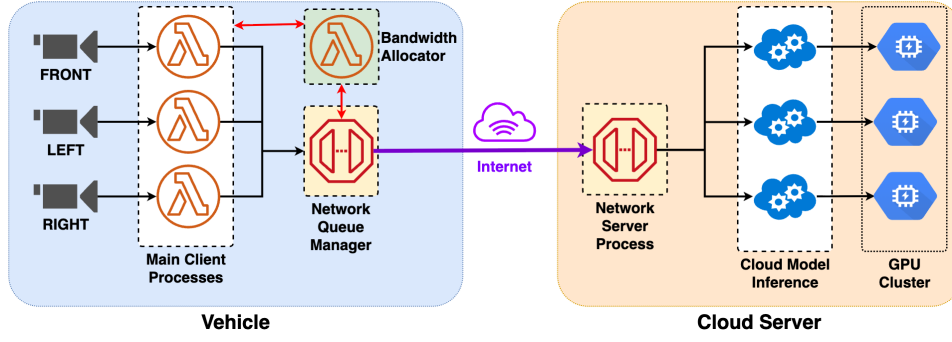 FRONT
LEFT
RIGHT
Main Client
Processes
Bandwidth
Allocator
Network
Queue
Manager
Internet
Network
Server
Process
Cloud Model
Inference
GPU
Cluster
Vehicle
Cloud Server